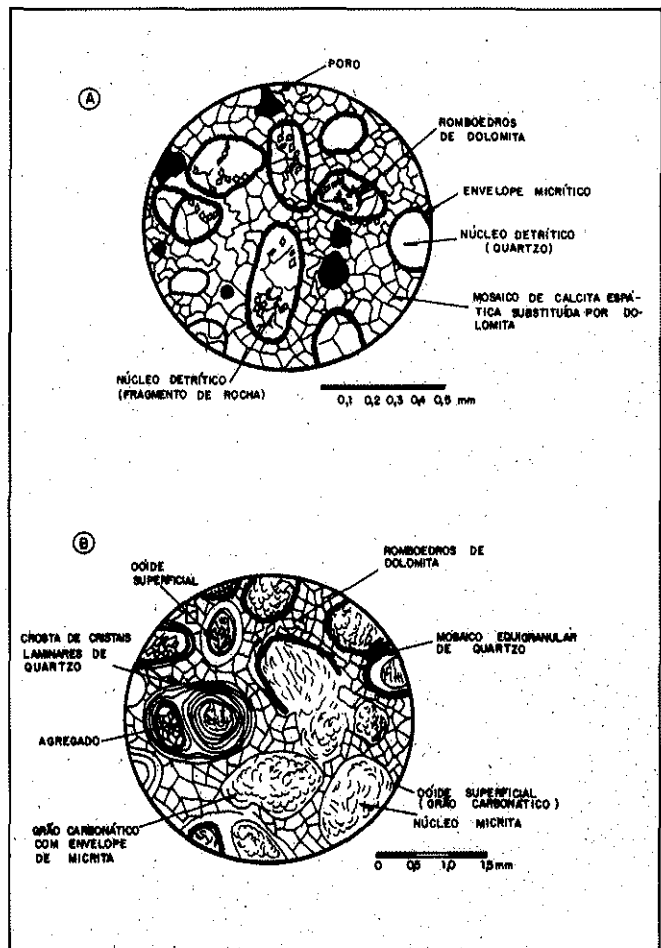 A
PORO
ROMBOEDROS
DE DOLOMITA
ENVELOPE MICRÍTICO
NÚCLEO DETRÍTICO
(QUARTZO)
MOSAICO DE CALCITA ESPÁ-
TICA SUBSTITUÍDA POR DO-
LOMITA
NÚCLEO DETRÍTICO
(FRAGMENTO DE ROCHA)
0,1 0,2 0,3 0,4 0,5 mm
B
OÓIDE
SUPERFICIAL
ROMBOEDROS DE
DOLOMITA
CROSTA DE CRISTAIS
LAMINARES DE
QUARTZO
MOSAICO EQUIGRANULAR
DE QUARTZO
AGREGADO
OÓIDE SUPERFICIAL
(GRÃO CARBONÁTICO)
NÚCLEO MICRITA
GRÃO CARBONÁTICO
COM ENVELOPE
DE MICRITA
0 0,5 1,0 1,5mm